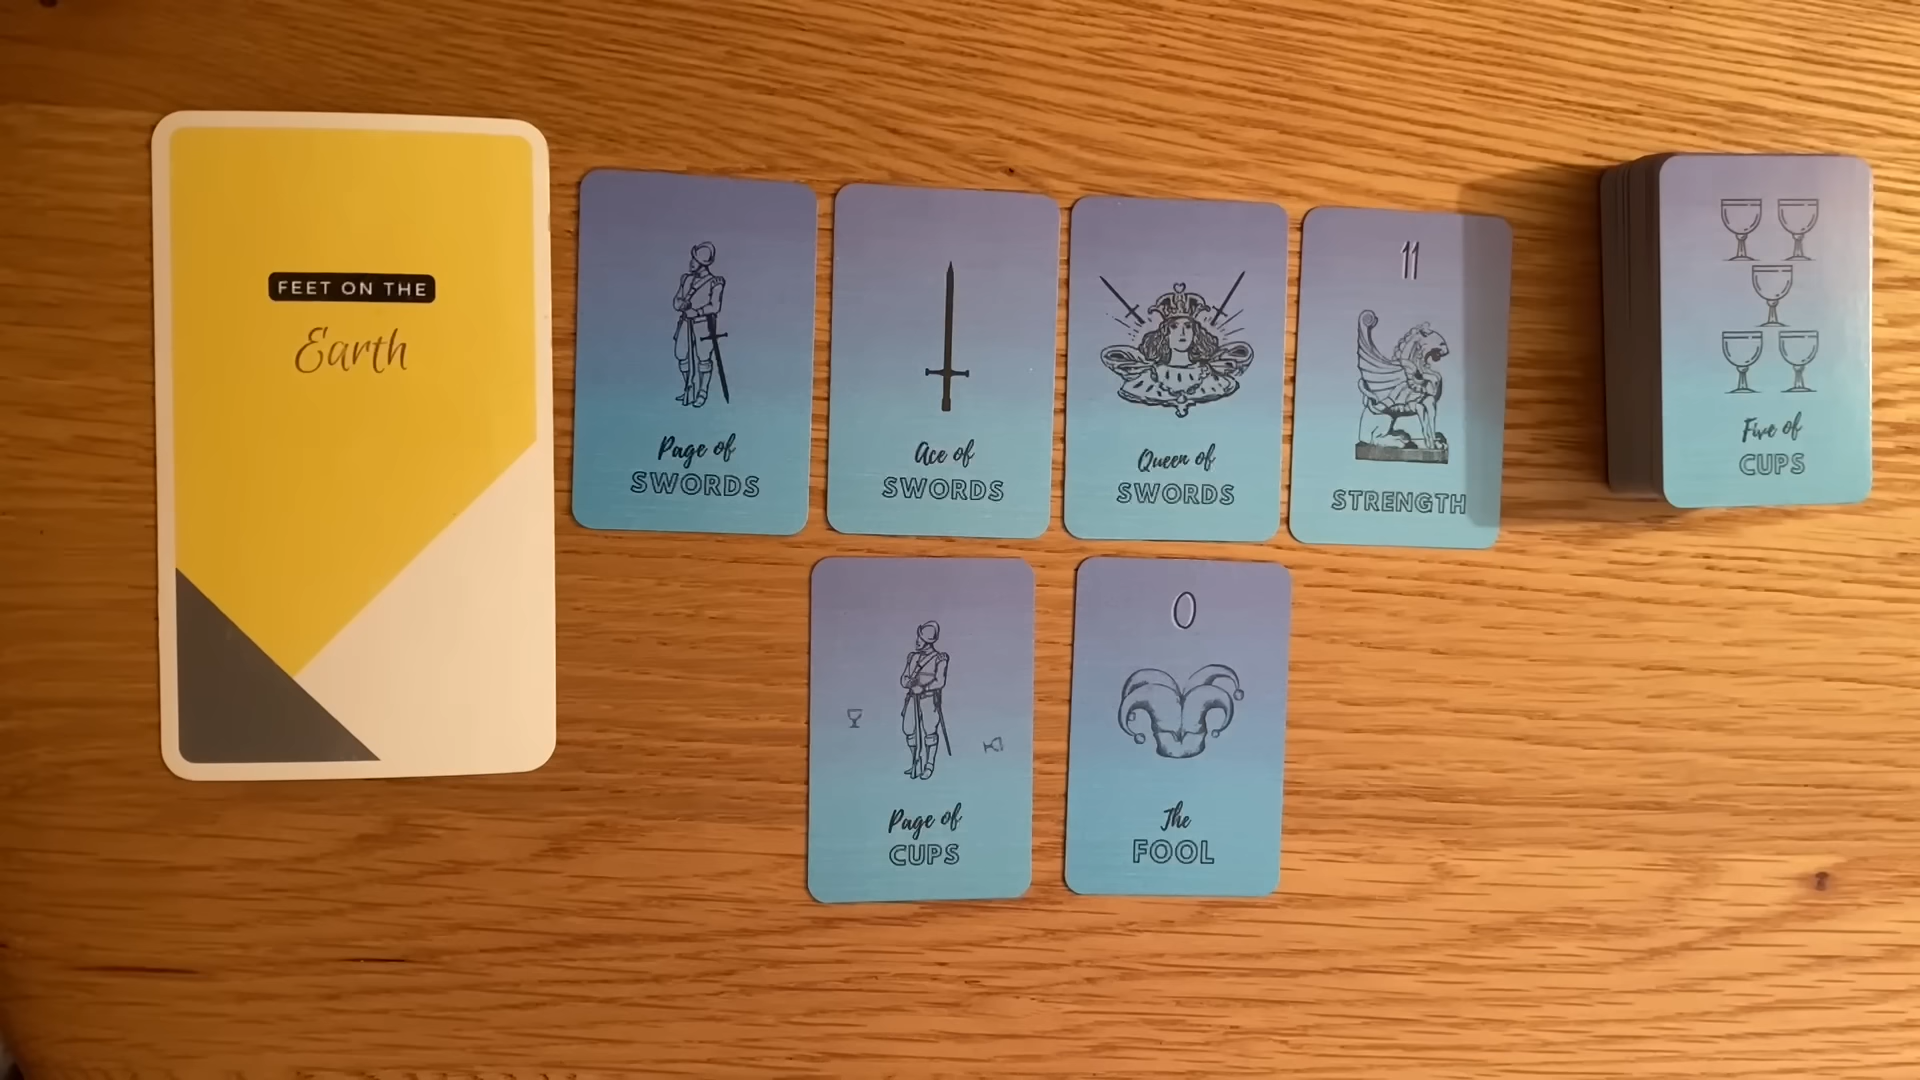 FEET ON THE
Earth
Page of
SWORDS
Ace of
SWORDS
Queen of
SWORDS
11
STRENGTH
Five of
CUPS
Page of
CUPS
0
The
FOOL